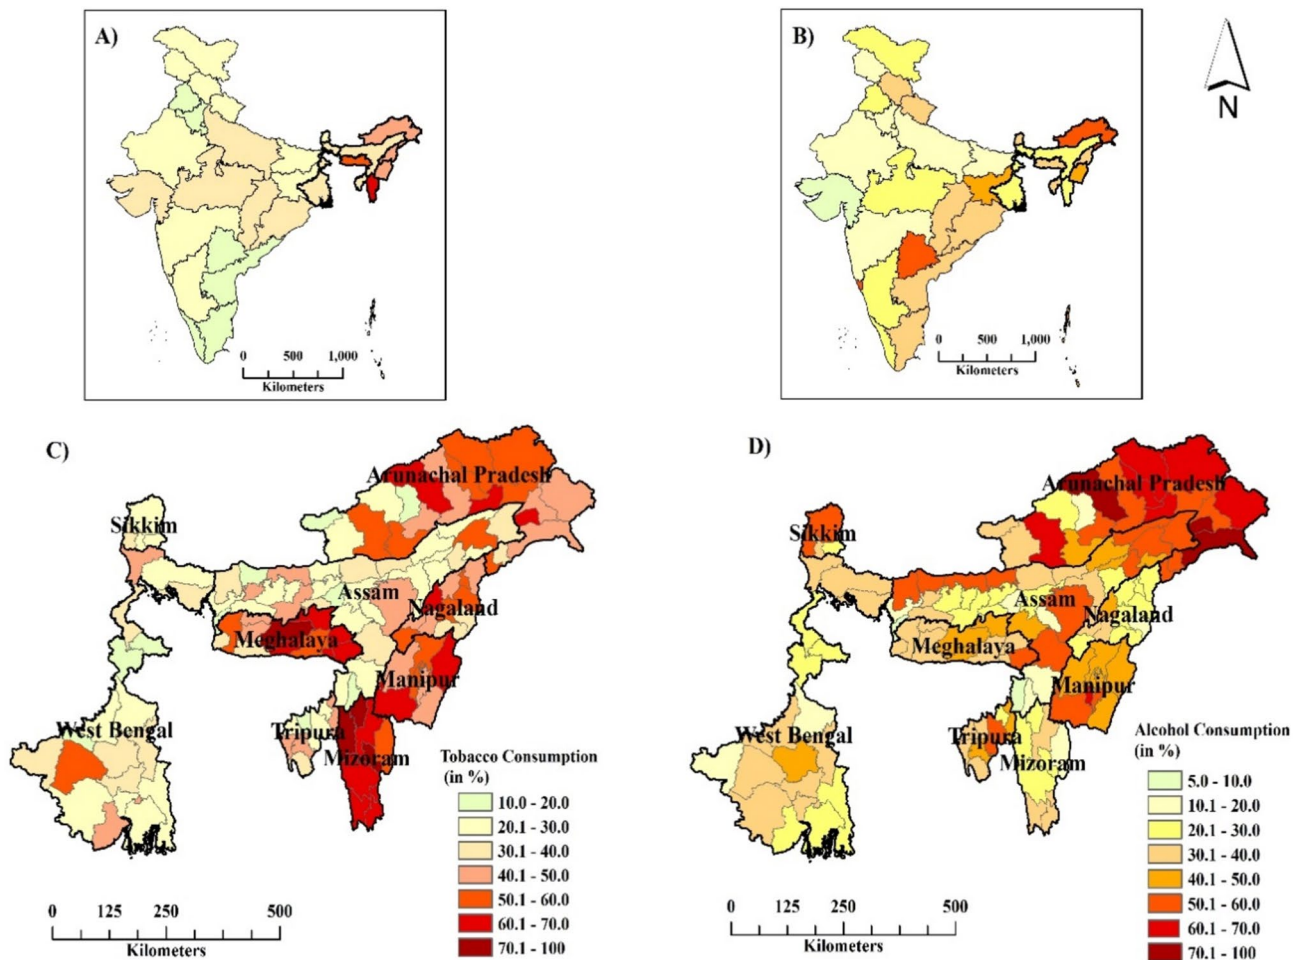 A)
B)
N
0 500 1,000
Kilometers
0 500 1,000
Kilometers
C)
Arunachal Pradesh
Sikkim
Assam
Nagaland
Meghalaya
Manipur
West Bengal
Tripura
Mizoram
Tobacco Consumption
(in %)
10.0 - 20.0
20.1 - 30.0
30.1 - 40.0
40.1 - 50.0
50.1 - 60.0
60.1 - 70.0
70.1 - 100
0 125 250 500
Kilometers
D)
Arunachal Pradesh
Sikkim
Assam
Nagaland
Meghalaya
Manipur
West Bengal
Tripura
Mizoram
Alcohol Consumption
(in %)
5.0 - 10.0
10.1 - 20.0
20.1 - 30.0
30.1 - 40.0
40.1 - 50.0
50.1 - 60.0
60.1 - 70.0
70.1 - 100
0 125 250 500
Kilometers